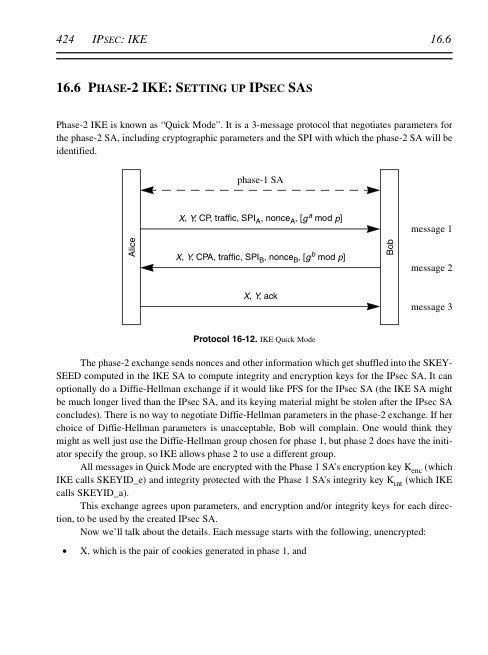 424 IPSEC: IKE 16.6
16.6 PHASE-2 IKE: SETTING UP IPSEC SAS
Phase-2 IKE is known as “Quick Mode”. It is a 3-message protocol that negotiates parameters for
the phase-2 SA, including cryptographic parameters and the SPI with which the phase-2 SA will be
identified.
phase-1 SA
X, Y, CP, traffic, SPIA, nonceA, [g^a mod p]
message 1
Alice
Bob
X, Y, CPA, traffic, SPIB, nonceB, [g^b mod p]
message 2
X, Y, ack
message 3
Protocol 16-12. IKE Quick Mode
The phase-2 exchange sends nonces and other information which get shuffled into the SKEY-
SEED computed in the IKE SA to compute integrity and encryption keys for the IPsec SA, It can
optionally do a Diffie-Hellman exchange if it would like PFS for the IPsec SA (the IKE SA might
be much longer lived than the IPsec SA, and its keying material might be stolen after the IPsec SA
concludes). There is no way to negotiate Diffie-Hellman parameters in the phase-2 exchange. If her
choice of Diffie-Hellman parameters is unacceptable, Bob will complain. One would think they
might as well just use the Diffie-Hellman group chosen for phase 1, but phase 2 does have the initi-
ator specify the group, so IKE allows phase 2 to use a different group.
All messages in Quick Mode are encrypted with the Phase 1 SA’s encryption key Kenc (which
IKE calls SKEYID_e) and integrity protected with the Phase 1 SA’s integrity key Kint (which IKE
calls SKEYID_a).
This exchange agrees upon parameters, and encryption and/or integrity keys for each direc-
tion, to be used by the created IPsec SA.
Now we’ll talk about the details. Each message starts with the following, unencrypted:
• X, which is the pair of cookies generated in phase 1, and